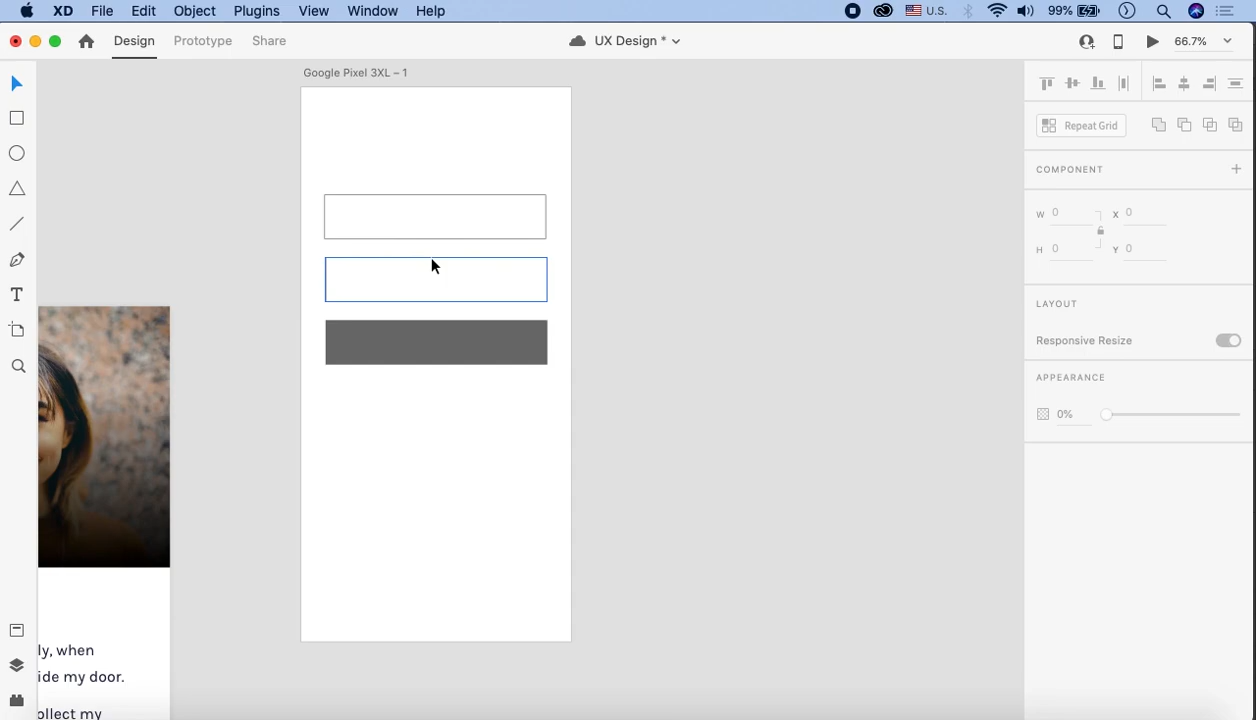 XD File Edit Object Plugins View Window Help U.S. 99%
Design Prototype Share UX Design * 66.7%
Google Pixel 3XL – 1
Repeat Grid
COMPONENT
W 0 X 0
H 0 Y 0
LAYOUT
Responsive Resize
APPEARANCE
0%
ly, when
ide my door.
ollect my